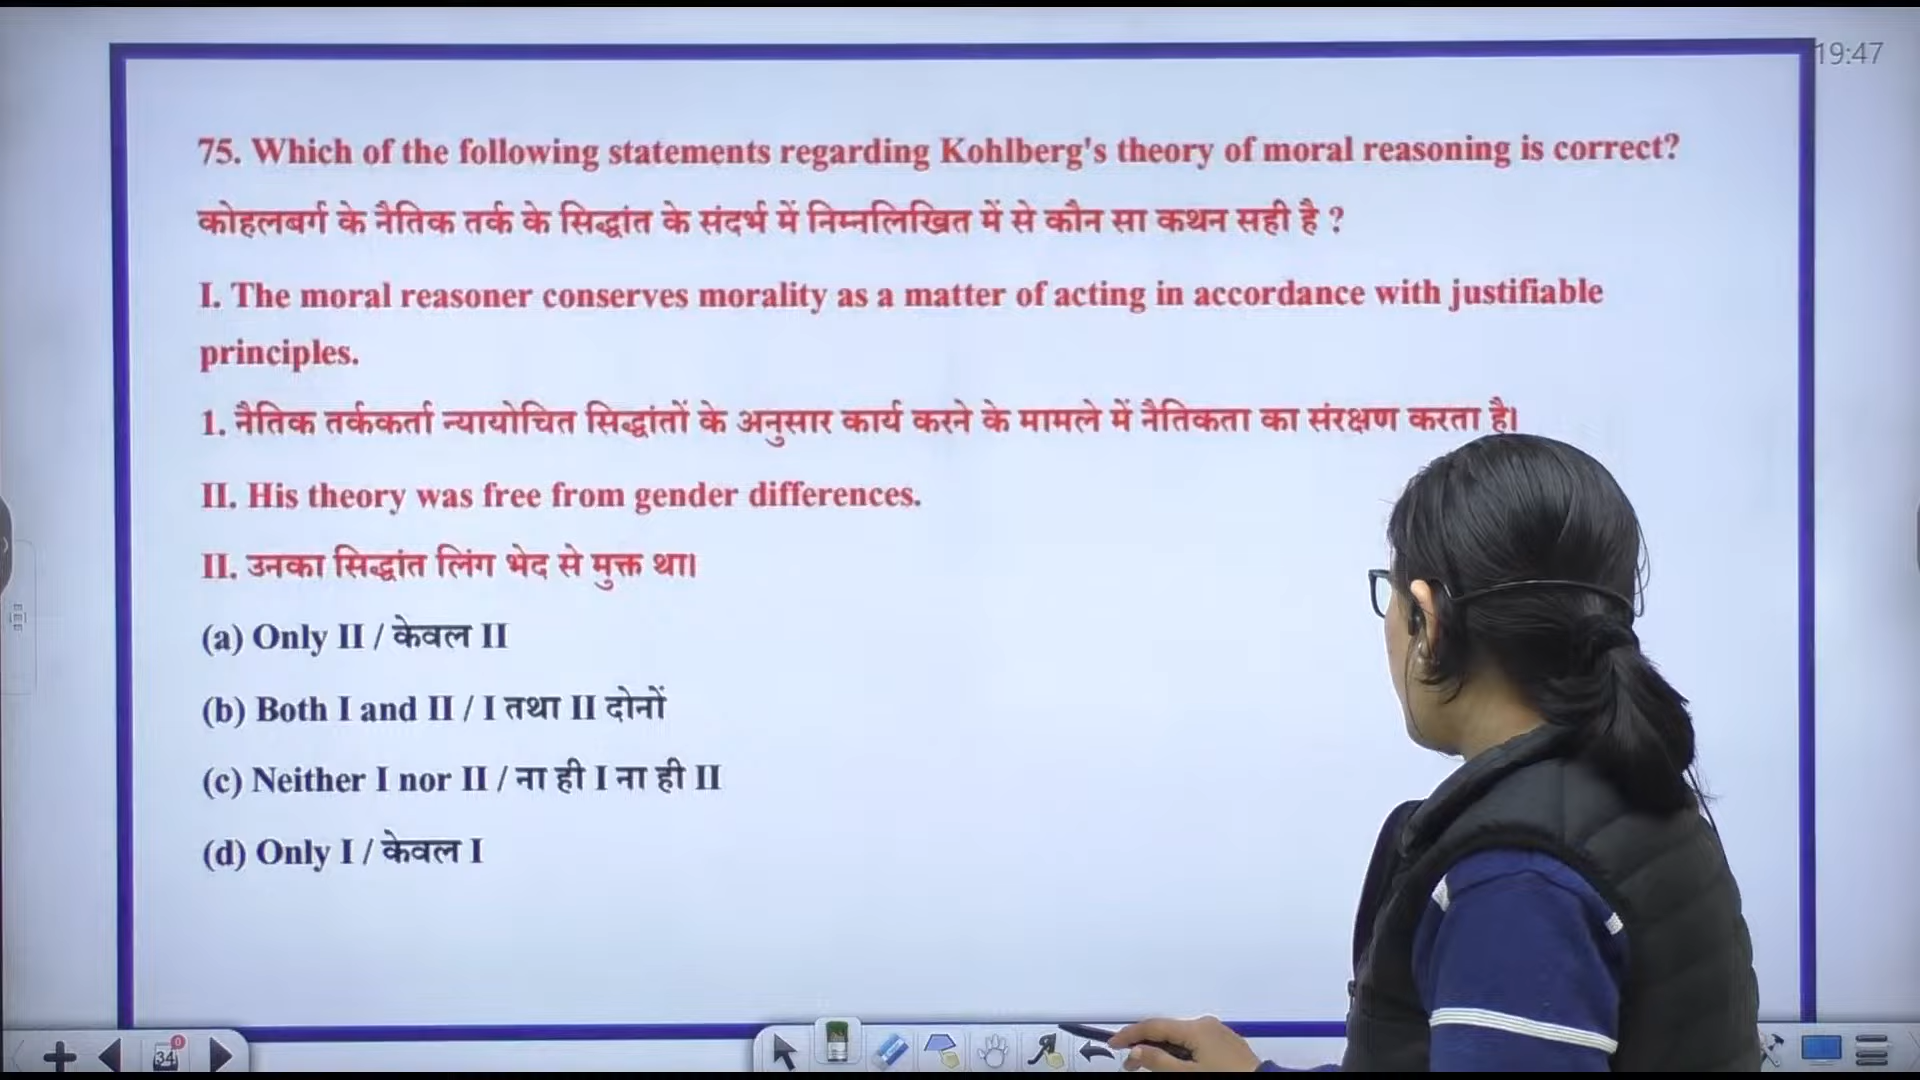 19:47
75. Which of the following statements regarding Kohlberg's theory of moral reasoning is correct?
कोहलबर्ग के नैतिक तर्क के सिद्धांत के संदर्भ में निम्नलिखित में से कौन सा कथन सही है ?
I. The moral reasoner conserves morality as a matter of acting in accordance with justifiable
principles.
1. नैतिक तर्ककर्ता न्यायोचित सिद्धांतों के अनुसार कार्य करने के मामले में नैतिकता का संरक्षण करता है।
II. His theory was free from gender differences.
II. उनका सिद्धांत लिंग भेद से मुक्त था।
(a) Only II / केवल II
(b) Both I and II / I तथा II दोनों
(c) Neither I nor II / ना ही I ना ही II
(d) Only I / केवल I
34
0